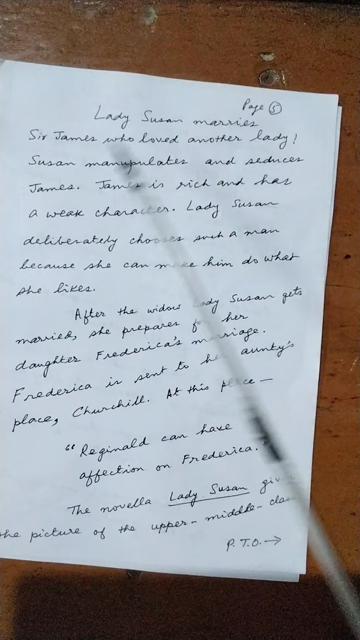 Page 5
Lady Susan marries
Sir James who loved another lady!
Susan manupulates and seduces
James. James is rich and has
a weak character. Lady Susan
deliberately chooses such a man
because she can make him do what
she likes.
After the widow Lady Susan gets
married, she prepares for her
daughter Frederica's marriage.
Frederica is sent to her aunty's
place, Churchill. At this place —
"Reginald can have
affection on Frederica.
The novella Lady Susan
the picture of the upper-middle-
P.T.O. →